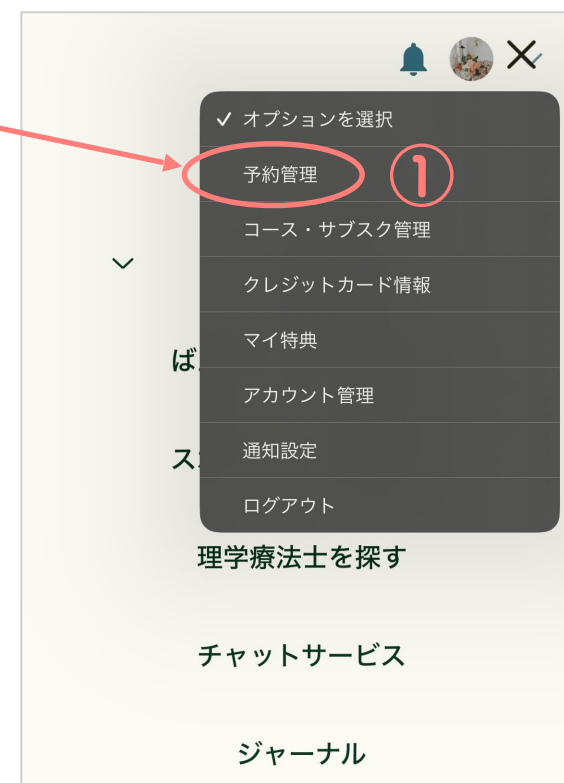 オプションを選択
予約管理
①
コース・サブスク管理
クレジットカード情報
マイ特典
ば
アカウント管理
通知設定
ス
ログアウト
理学療法士を探す
チャットサービス
ジャーナル